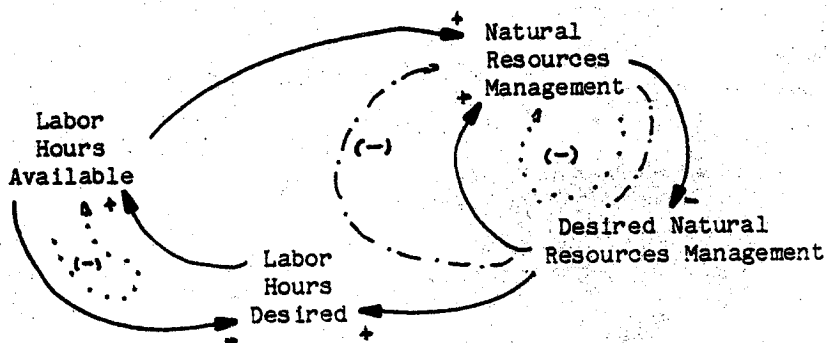 + Natural
Resources
+ Management
(-)
(-)
Labor
Hours
Available
+
-
Desired Natural
Resources Management
(-)
Labor
Hours
Desired
-
+